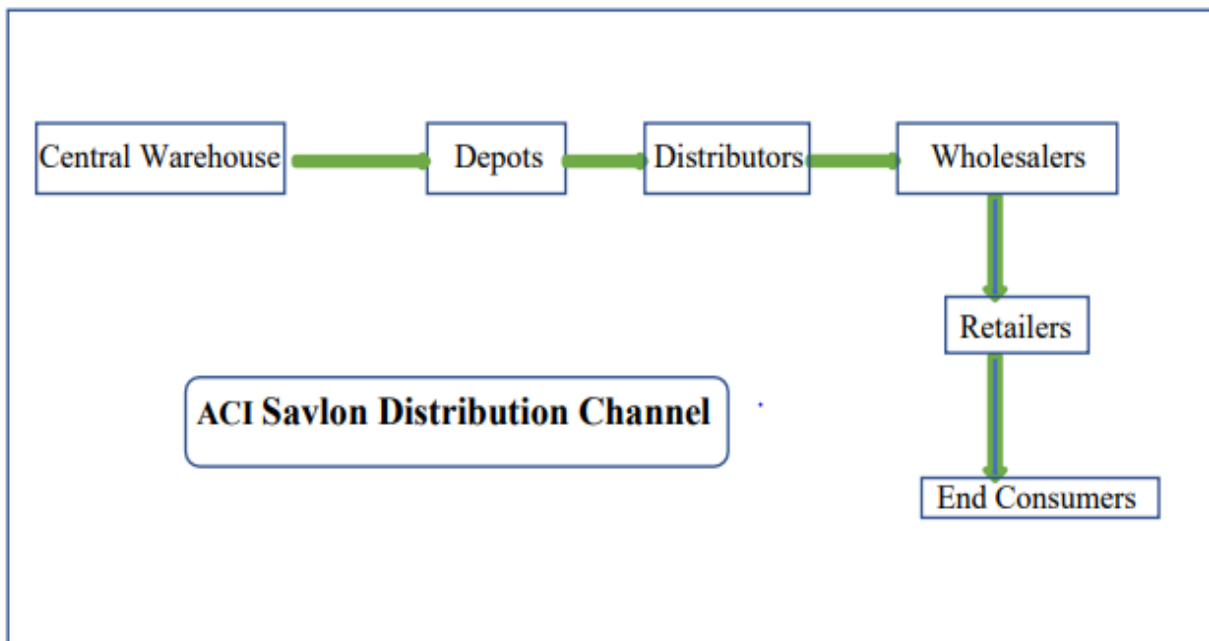 Central Warehouse
Depots
Distributors
Wholesalers
Retailers
ACI Savlon Distribution Channel
End Consumers